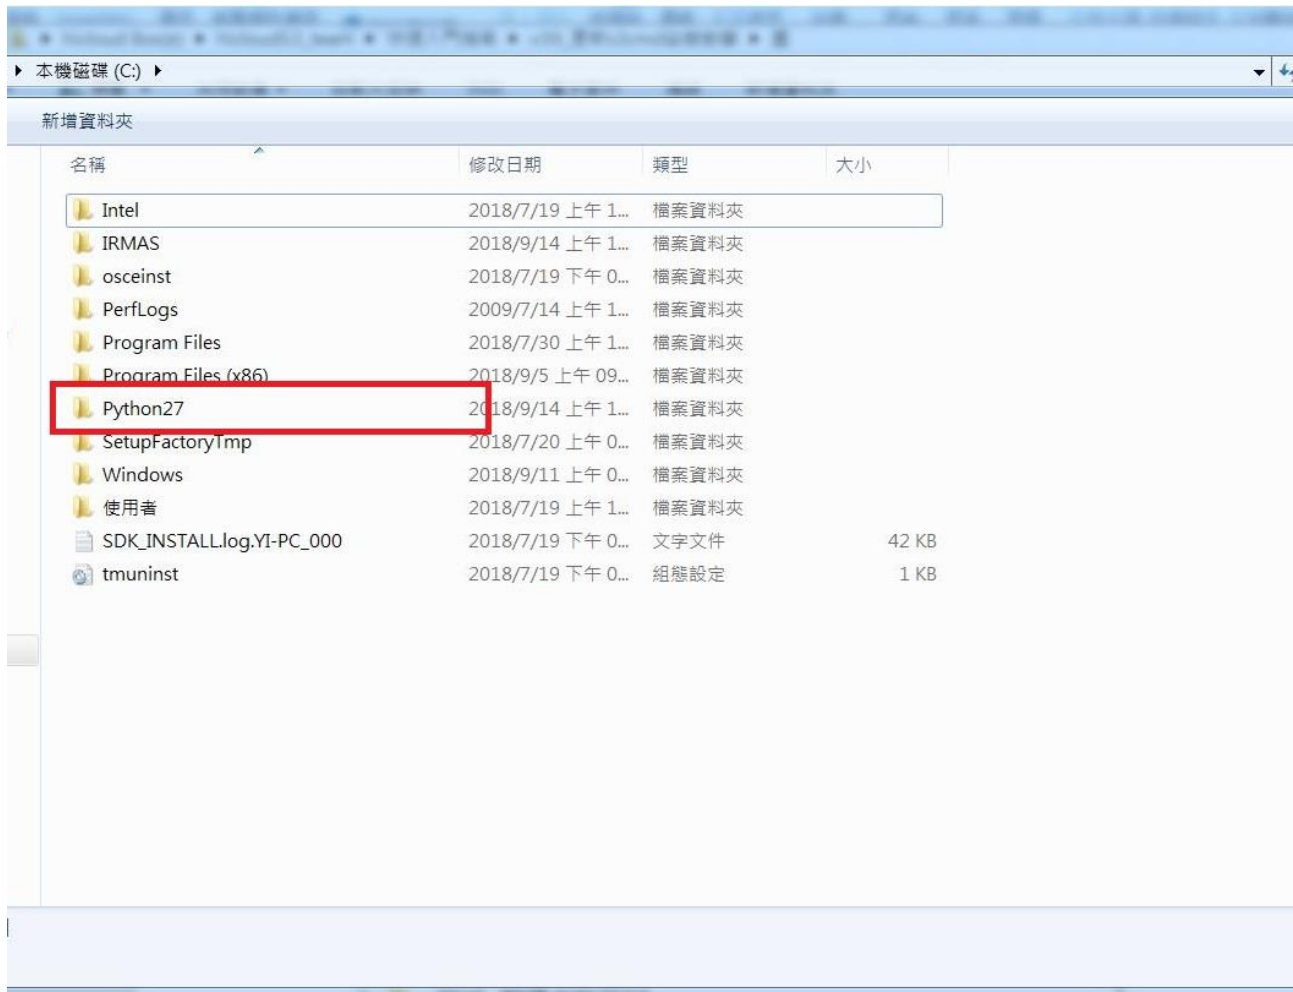 本機磁碟 (C:)
新增資料夾
名稱 修改日期 類型 大小
Intel 2018/7/19 上午 1... 檔案資料夾
IRMAS 2018/9/14 上午 1... 檔案資料夾
osceinst 2018/7/19 下午 0... 檔案資料夾
PerfLogs 2009/7/14 上午 1... 檔案資料夾
Program Files 2018/7/30 上午 1... 檔案資料夾
Program Files (x86) 2018/9/5 上午 09... 檔案資料夾
Python27 2018/9/14 上午 1... 檔案資料夾
SetupFactoryTmp 2018/7/20 上午 0... 檔案資料夾
Windows 2018/9/11 上午 0... 檔案資料夾
使用者 2018/7/19 上午 1... 檔案資料夾
SDK_INSTALL.log.YI-PC_000 2018/7/19 下午 0... 文字文件 42 KB
tmuninst 2018/7/19 下午 0... 組態設定 1 KB